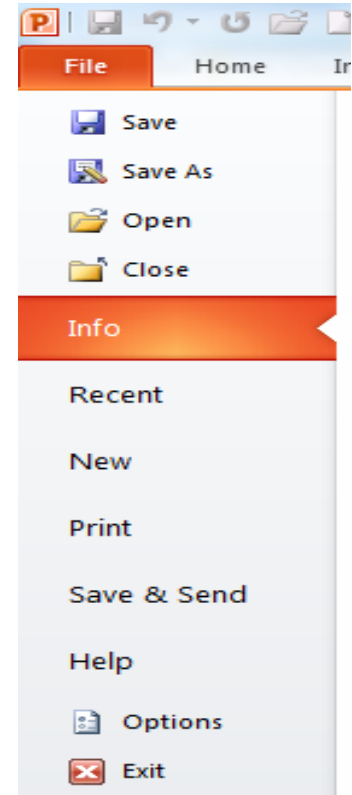 File Home
Save
Save As
Open
Close
Info
Recent
New
Print
Save & Send
Help
Options
Exit